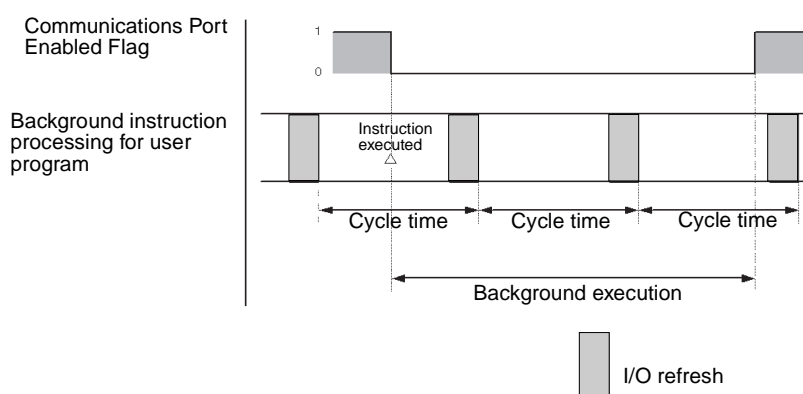 Communications Port
Enabled Flag
1
0
Background instruction
processing for user
program
Instruction
executed
Cycle time
Cycle time
Cycle time
Background execution
I/O refresh